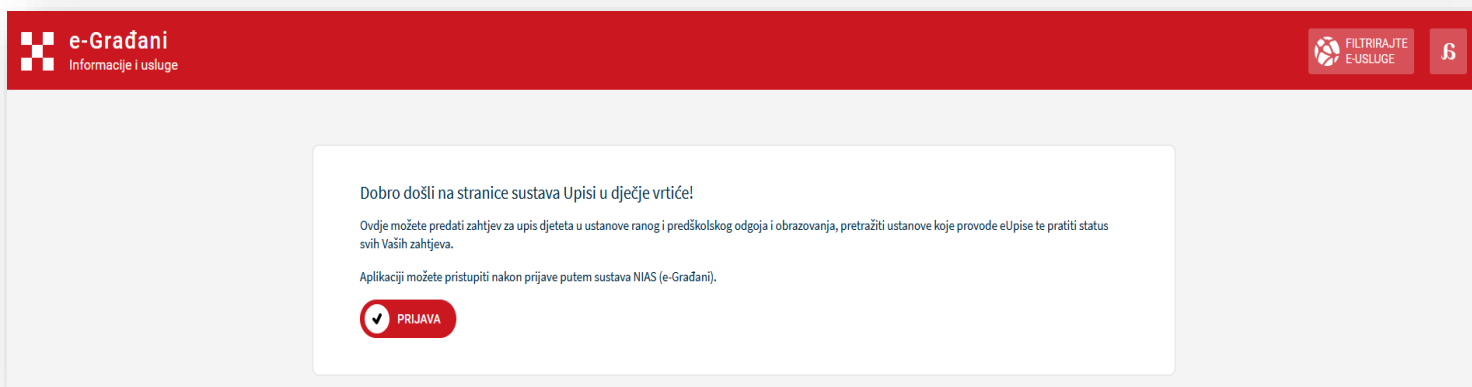 e-Građani
Informacije i usluge
FILTRIRAJTE
E-USLUGE
Dobro došli na stranice sustava Upisi u dječje vrtiće!
Ovdje možete predati zahtjev za upis djeteta u ustanove ranog i predškolskog odgoja i obrazovanja, pretražiti ustanove koje provode eUpise te pratiti status
svih Vaših zahtjeva.
Aplikaciji možete pristupiti nakon prijave putem sustava NIAS (e-Građani).
PRIJAVA